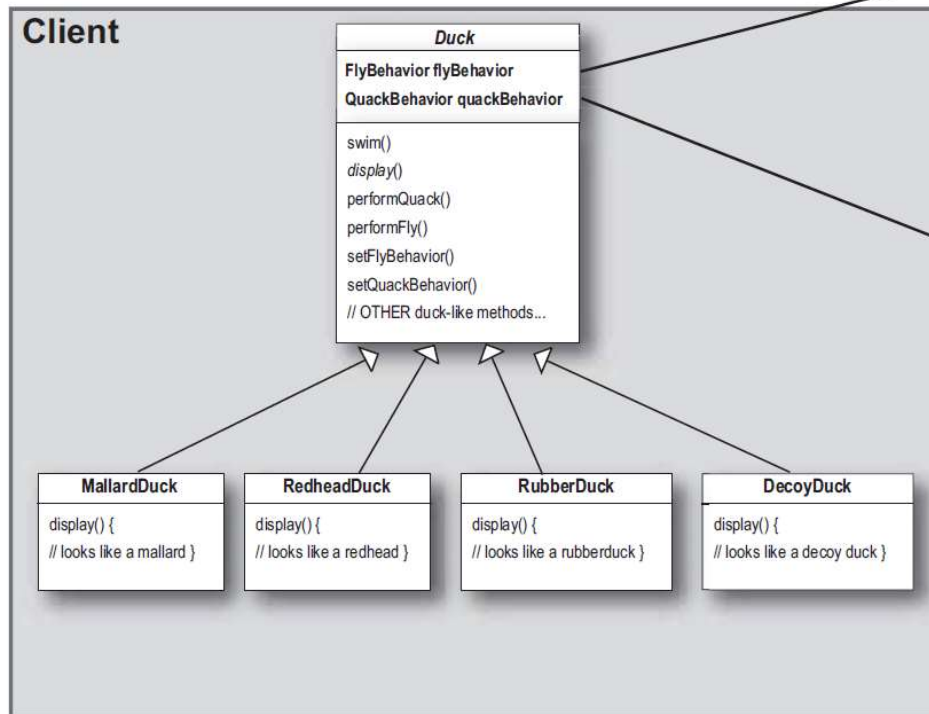 Client
Duck
FlyBehavior flyBehavior
QuackBehavior quackBehavior
swim()
display()
performQuack()
performFly()
setFlyBehavior()
setQuackBehavior()
// OTHER duck-like methods...
MallardDuck
display() {
// looks like a mallard }
RedheadDuck
display() {
// looks like a redhead }
RubberDuck
display() {
// looks like a rubberduck }
DecoyDuck
display() {
// looks like a decoy duck }